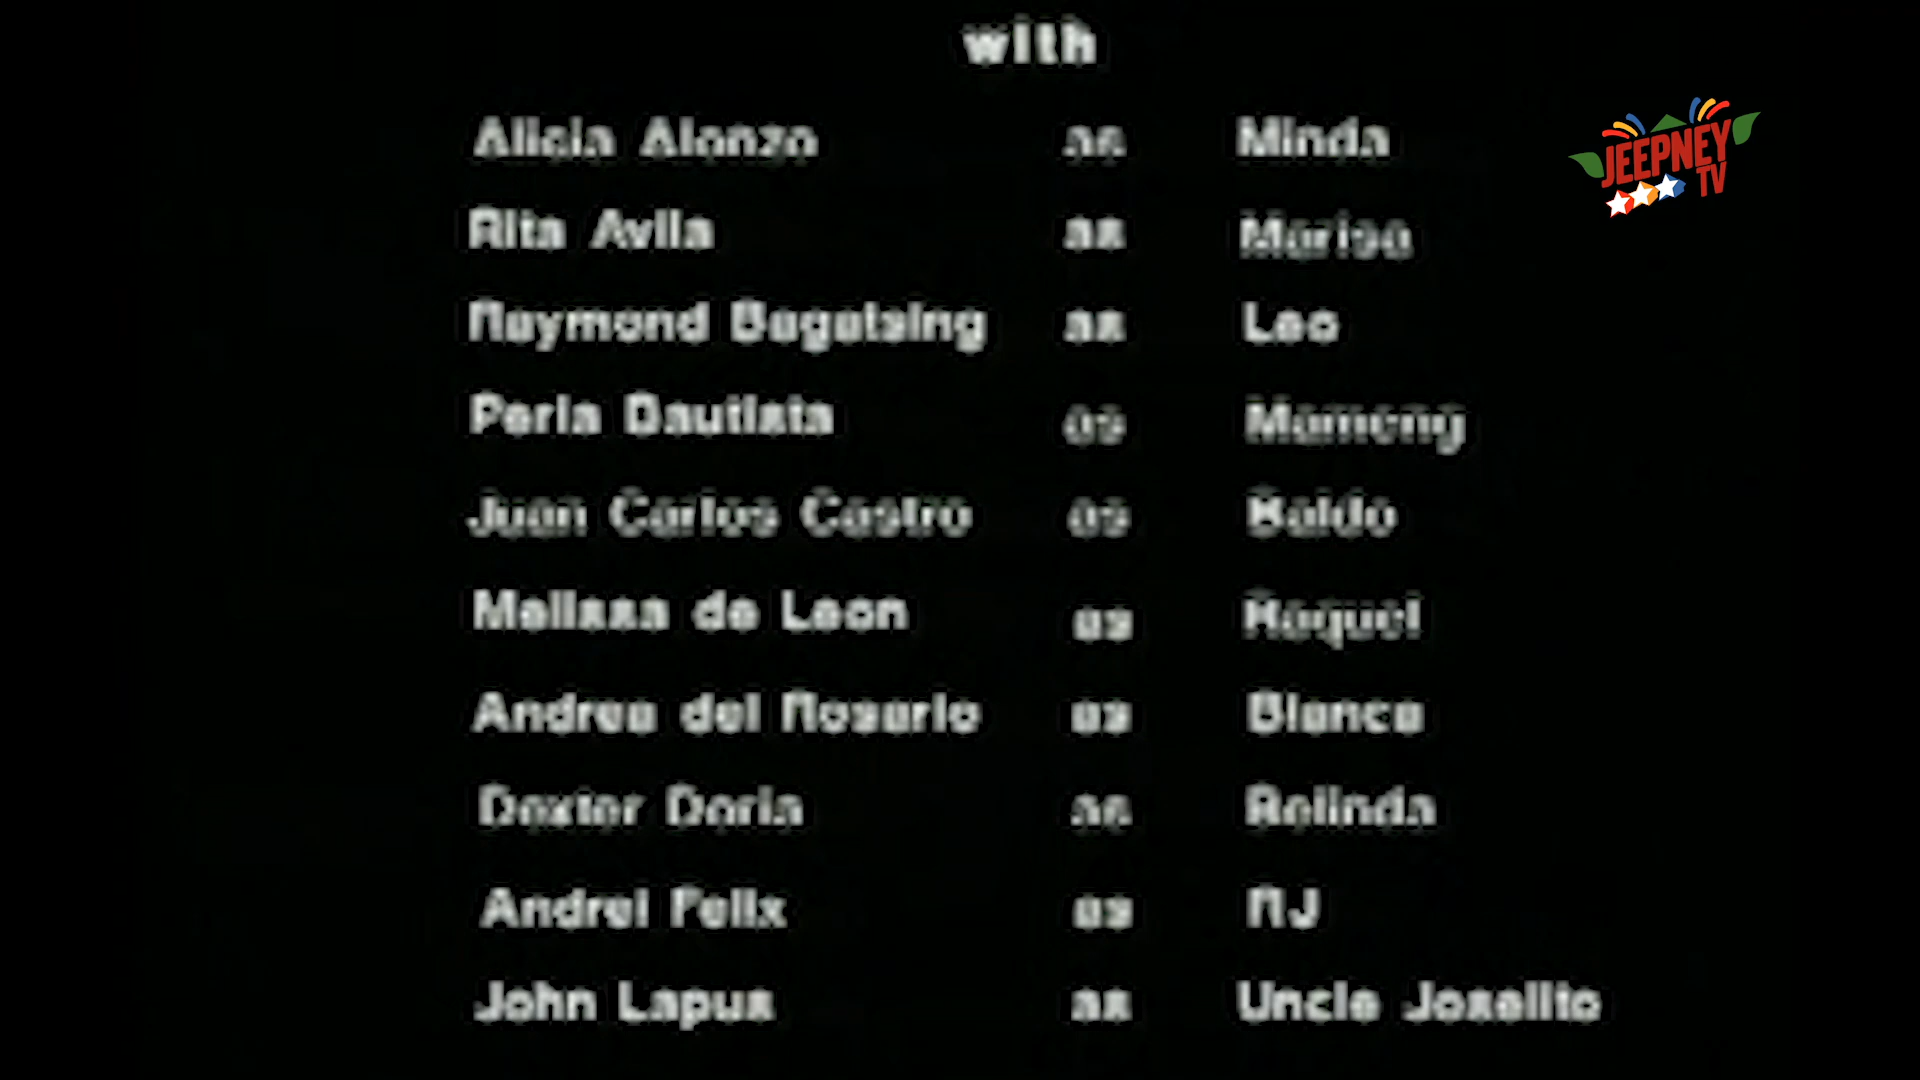 with
Alicia Alonzo as Minda
Rita Avila as Marisa
Raymond Bagatsing as Leo
Perla Bautista as Mameng
Juan Carlos Castro as Baldo
Melissa de Leon as Raquel
Andrea del Rosario as Blanca
Dexter Doria as Belinda
Andrei Felix as RJ
John Lapus as Uncle Joselito
JEEPNEY
TV